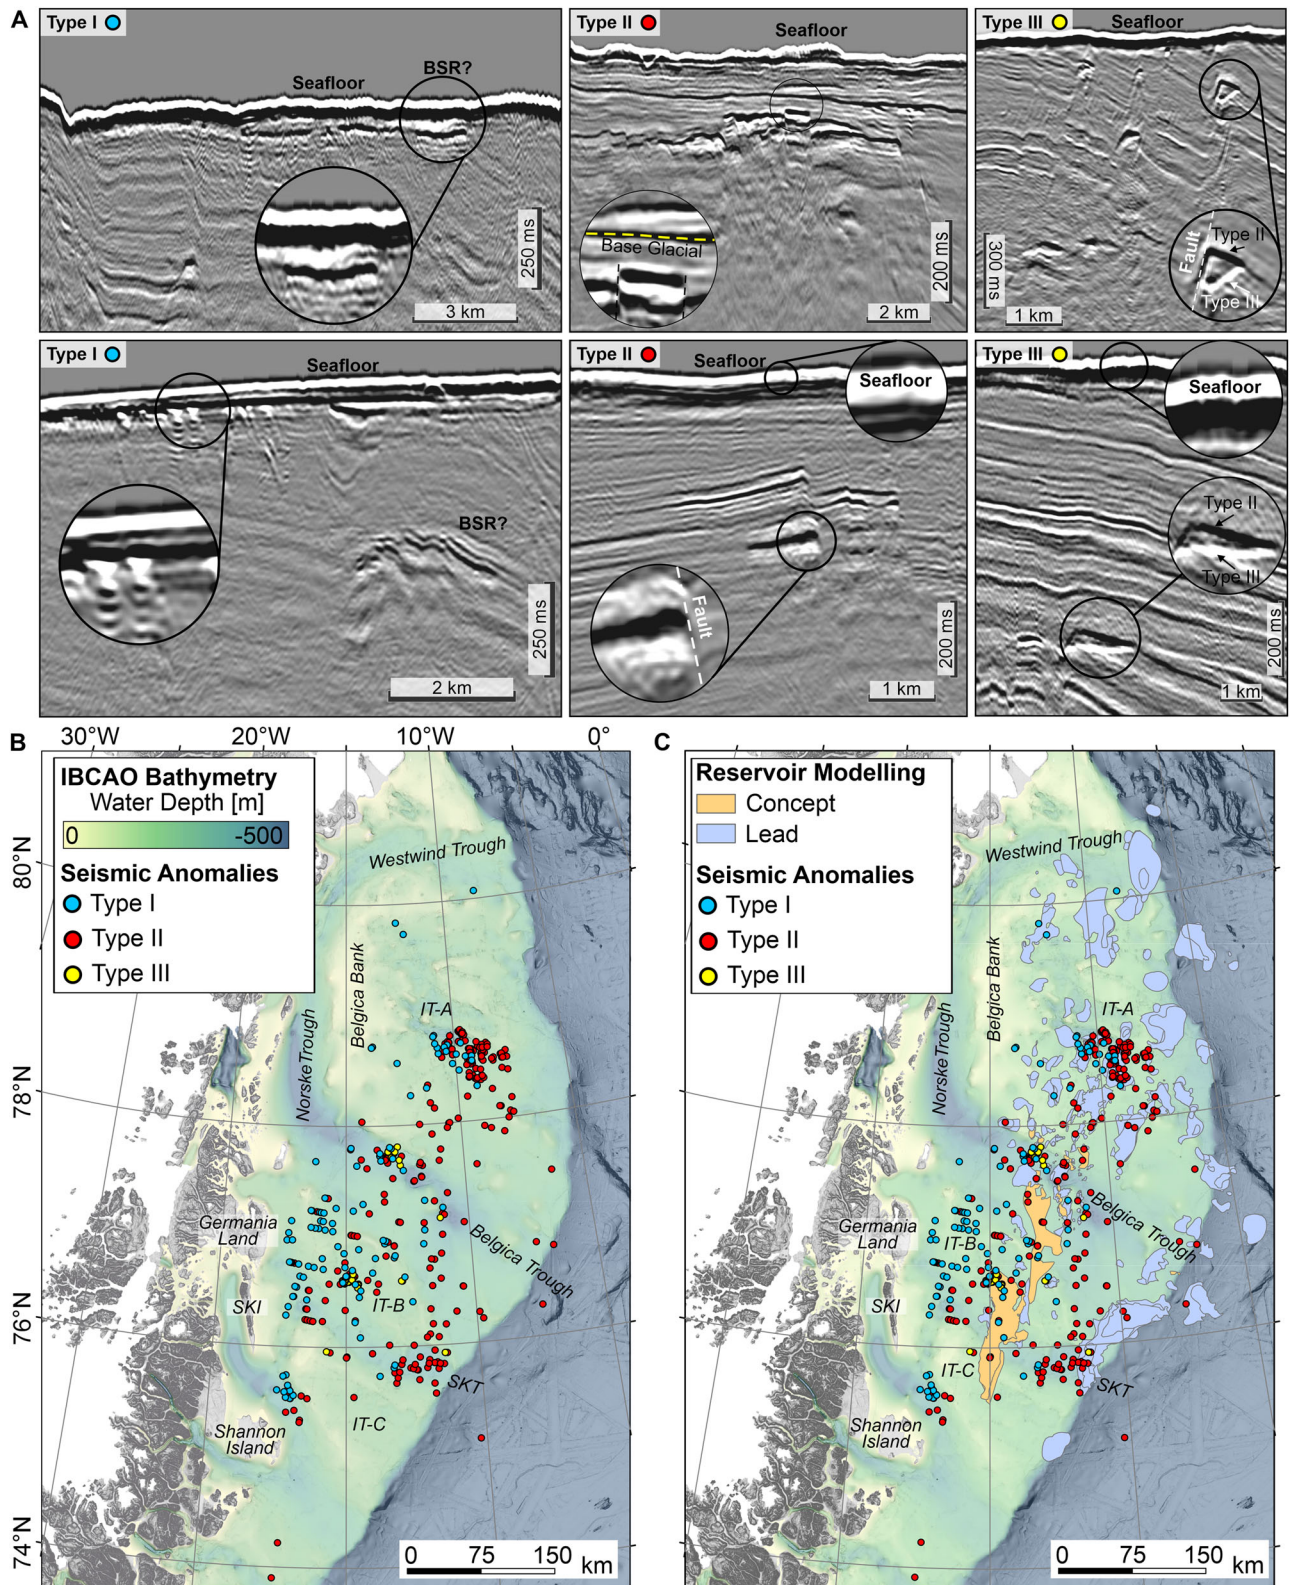 A
Type I
Seafloor
BSR?
250 ms
3 km
Type II
Seafloor
Base Glacial
200 ms
2 km
Type III
Seafloor
Fault
Type II
Type III
300 ms
1 km
Type I
Seafloor
BSR?
250 ms
2 km
Type II
Seafloor
Seafloor
Fault
200 ms
1 km
Type III
Seafloor
Type II
Type III
200 ms
1 km
B
30°W
20°W
10°W
0°
80°N
78°N
76°N
74°N
IBCAO Bathymetry
Water Depth [m]
0 -500
Seismic Anomalies
Type I
Type II
Type III
Westwind Trough
Belgica Bank
NorskeTrough
IT-A
Germania
Land
Belgica Trough
SKI
IT-B
SKT
IT-C
Shannon
Island
0 75 150 km
C
Reservoir Modelling
Concept
Lead
Seismic Anomalies
Type I
Type II
Type III
Westwind Trough
Belgica Bank
NorskeTrough
IT-A
Germania
Land
IT-B
Belgica Trough
SKI
IT-C
SKT
Shannon
Island
0 75 150 km